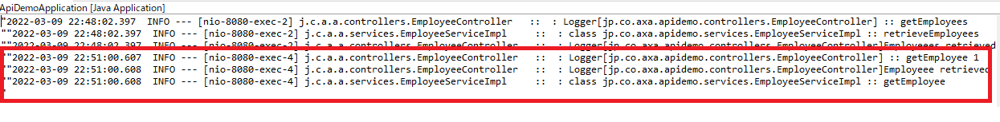 ApiDemoApplication [Java Application]
"2022-03-09 22:48:02.397  INFO --- [nio-8080-exec-2] j.c.a.a.controllers.EmployeeController   ::  : Logger[jp.co.axa.apidemo.controllers.EmployeeController] :: getEmployees
""2022-03-09 22:48:02.397  INFO --- [nio-8080-exec-2] j.c.a.a.services.EmployeeServiceImpl     ::  : class jp.co.axa.apidemo.services.EmployeeServiceImpl :: retrieveEmployees
""2022-03-09 22:48:02.397  INFO --- [nio-8080-exec-2] j.c.a.a.controllers.EmployeeController   ::  : Logger[jp.co.axa.apidemo.controllers.EmployeeController]Employeees retrieved
""2022-03-09 22:51:00.607  INFO --- [nio-8080-exec-4] j.c.a.a.controllers.EmployeeController   ::  : Logger[jp.co.axa.apidemo.controllers.EmployeeController] :: getEmployee 1
""2022-03-09 22:51:00.608  INFO --- [nio-8080-exec-4] j.c.a.a.controllers.EmployeeController   ::  : Logger[jp.co.axa.apidemo.controllers.EmployeeController]Employeee retrieved
""2022-03-09 22:51:00.608  INFO --- [nio-8080-exec-4] j.c.a.a.services.EmployeeServiceImpl     ::  : class jp.co.axa.apidemo.services.EmployeeServiceImpl :: getEmployee
"